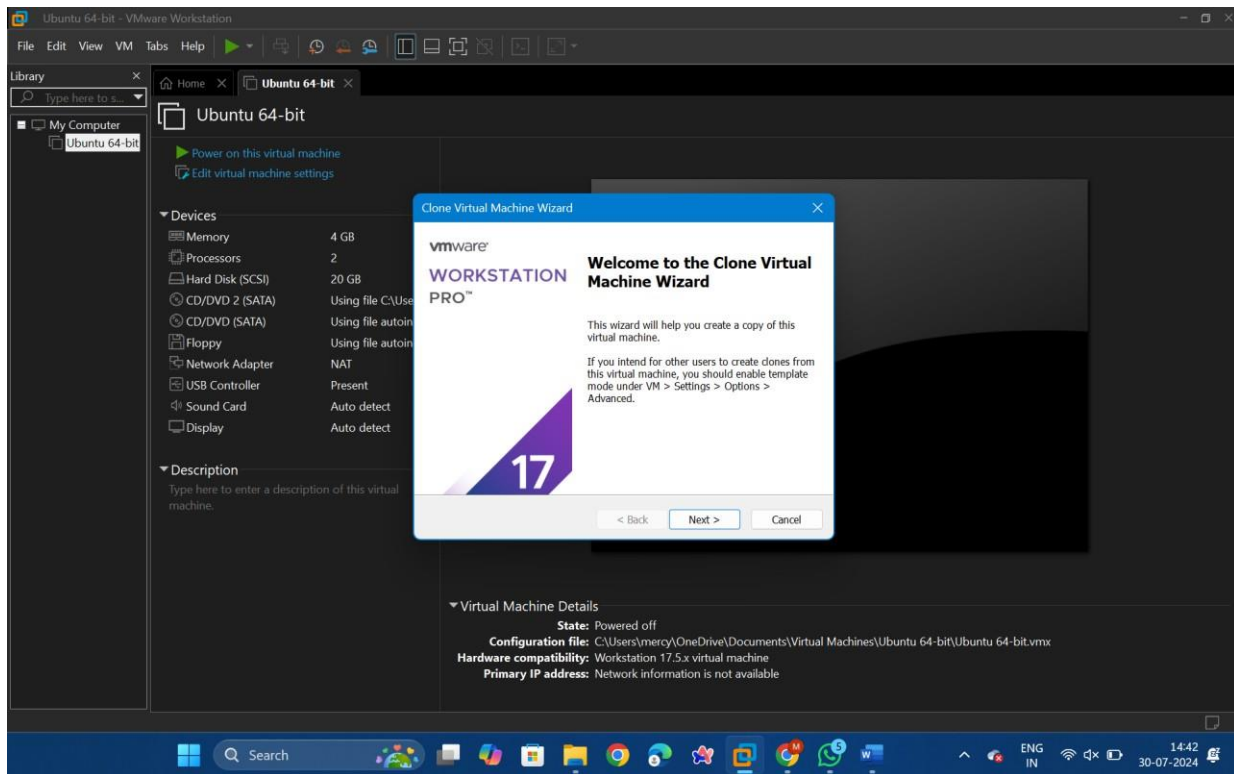 Ubuntu 64-bit - VMware Workstation
File Edit View VM Tabs Help
Library
Type here to s...
My Computer
Ubuntu 64-bit
Home
Ubuntu 64-bit
Ubuntu 64-bit
Power on this virtual machine
Edit virtual machine settings
Devices
Memory 4 GB
Processors 2
Hard Disk (SCSI) 20 GB
CD/DVD 2 (SATA) Using file C:\Use
CD/DVD (SATA) Using file autoin
Floppy Using file autoin
Network Adapter NAT
USB Controller Present
Sound Card Auto detect
Display Auto detect
Description
Type here to enter a description of this virtual
machine.
Clone Virtual Machine Wizard
vmware
WORKSTATION
PRO™
17
Welcome to the Clone Virtual
Machine Wizard
This wizard will help you create a copy of this
virtual machine.
If you intend for other users to create clones from
this virtual machine, you should enable template
mode under VM > Settings > Options >
Advanced.
< Back Next > Cancel
Virtual Machine Details
State: Powered off
Configuration file: C:\Users\mercy\OneDrive\Documents\Virtual Machines\Ubuntu 64-bit\Ubuntu 64-bit.vmx
Hardware compatibility: Workstation 17.5.x virtual machine
Primary IP address: Network information is not available
Search
M
5
ENG
IN
14:42
30-07-2024